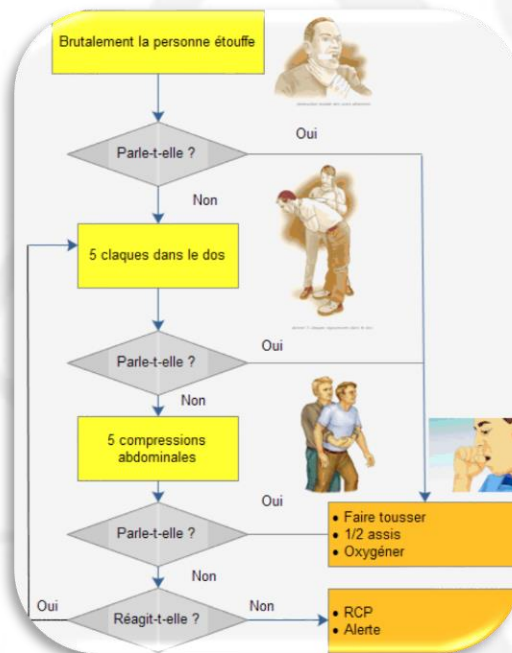 Brutalement la personne étouffe
Parle-t-elle ?
Oui
Non
5 claques dans le dos
Parle-t-elle ?
Oui
Non
5 compressions
abdominales
Parle-t-elle ?
Oui
• Faire tousser
• 1/2 assis
• Oxygéner
Non
Oui
Réagit-t-elle ?
Non
• RCP
• Alerte